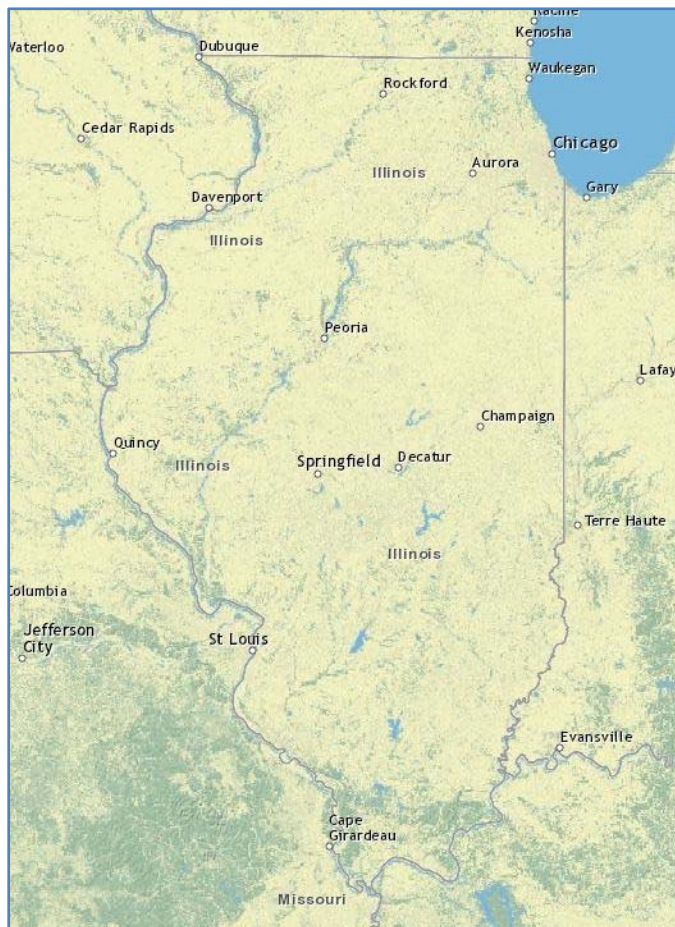 Racine
Kenosha
Waterloo
Dubuque
Waukegan
Rockford
Cedar Rapids
Chicago
Aurora
Illinois
Gary
Davenport
Illinois
Peoria
Lafay
Champaign
Quincy
Decatur
Springfield
Illinois
Terre Haute
Illinois
Columbia
Jefferson
City
St Louis
Evansville
Cape
Girardeau
Missouri